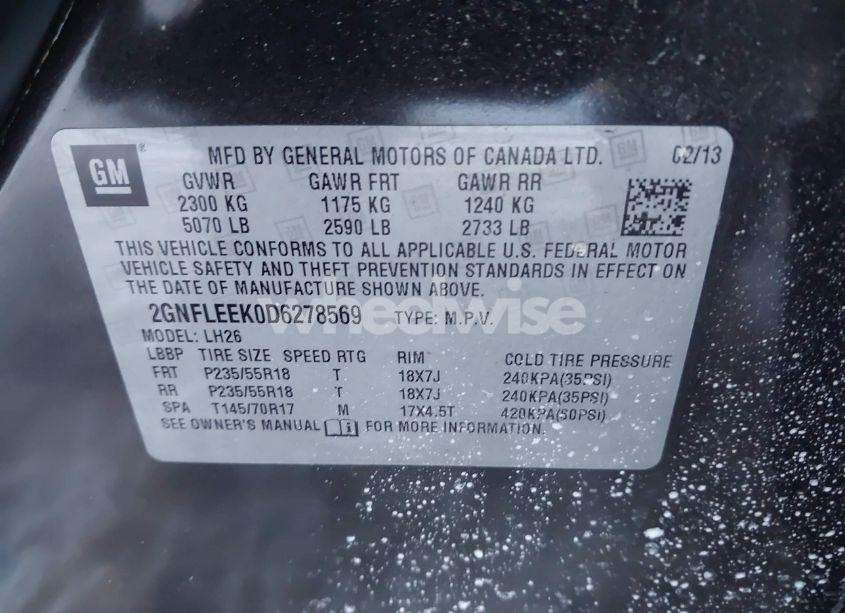 GM ® MFD BY GENERAL MOTORS OF CANADA LTD. 02/13
GVWR GAWR FRT GAWR RR
2300 KG 1175 KG 1240 KG
5070 LB 2590 LB 2733 LB
THIS VEHICLE CONFORMS TO ALL APPLICABLE U.S. FEDERAL MOTOR
VEHICLE SAFETY AND THEFT PREVENTION STANDARDS IN EFFECT ON
THE DATE OF MANUFACTURE SHOWN ABOVE.
wheelwise
2GNFLEEK0D6278569 TYPE: M.P.V.
MODEL: LH26
LBBP TIRE SIZE SPEED RTG RIM COLD TIRE PRESSURE
FRT P235/55R18 T 18X7J 240KPA(35PSI)
RR P235/55R18 T 18X7J 240KPA(35PSI)
SPA T145/70R17 M 17X4.5T 420KPA(60PSI)
SEE OWNER'S MANUAL FOR MORE INFORMATION.